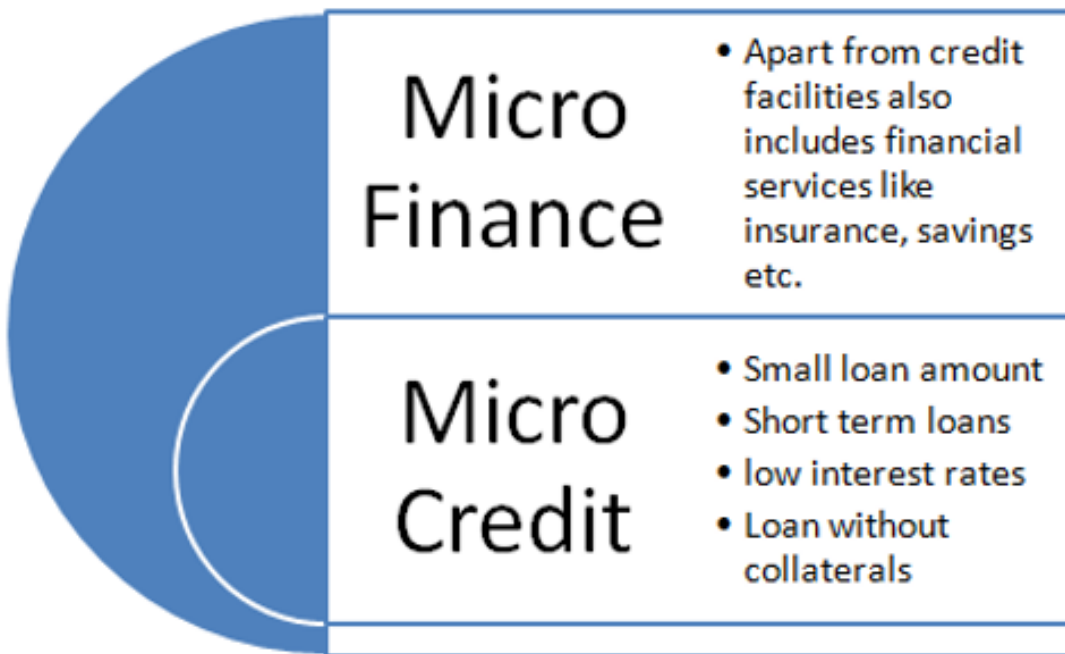 Micro
Finance
• Apart from credit
facilities also
includes financial
services like
insurance, savings
etc.
Micro
Credit
• Small loan amount
• Short term loans
• low interest rates
• Loan without
collaterals